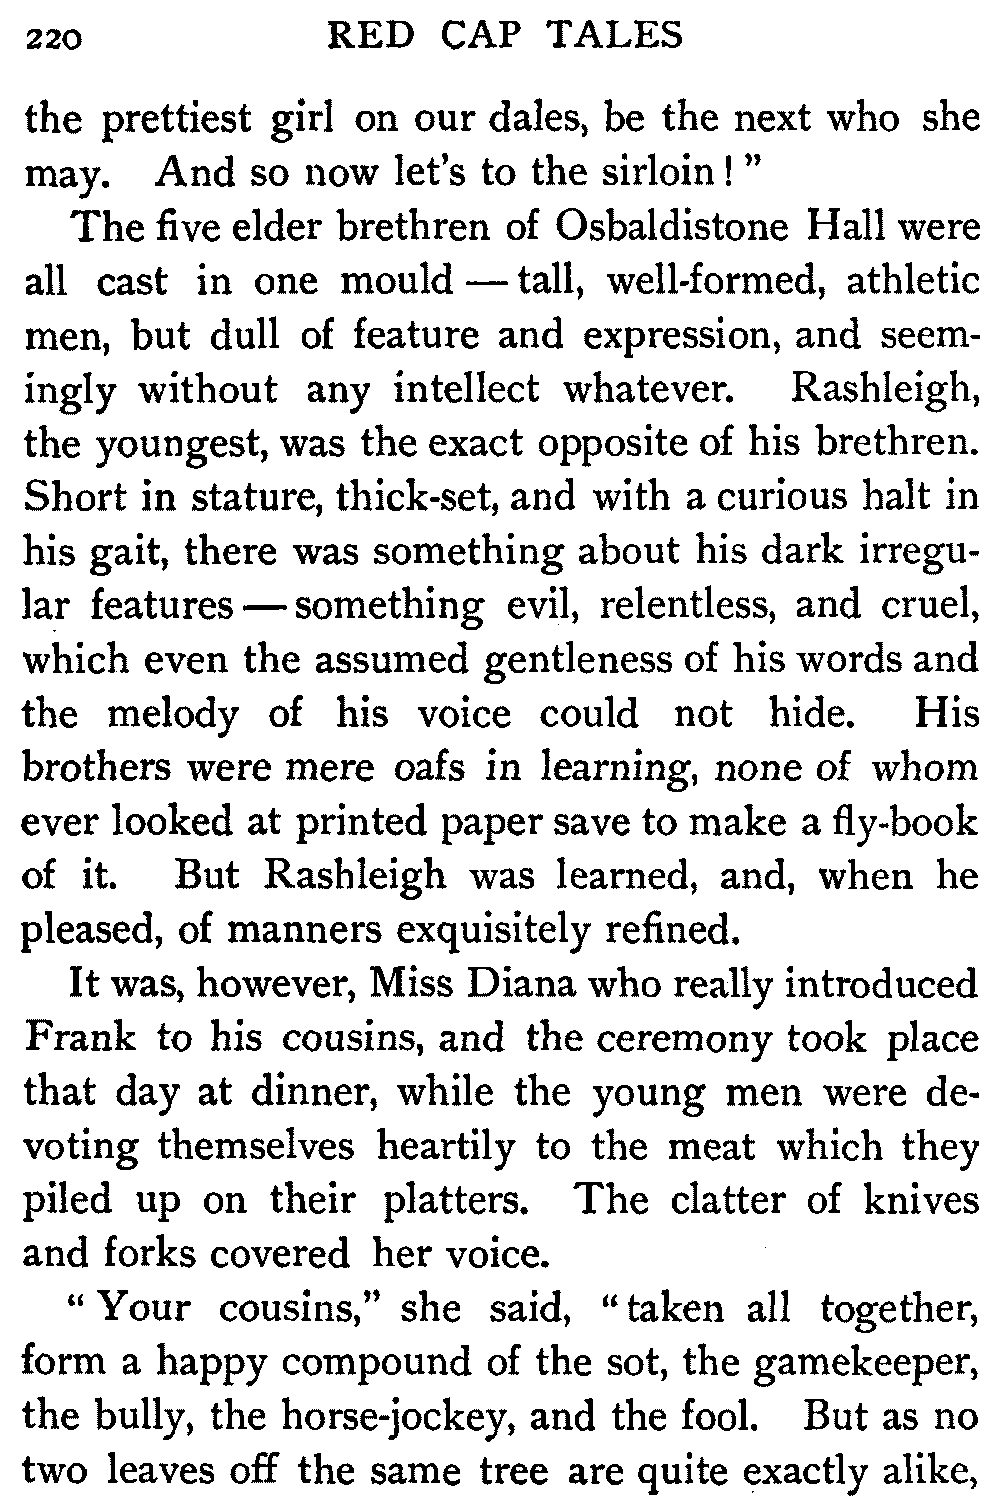 220 RED CAP TALES
the prettiest girl on our dales, be the next who she
may. And so now let's to the sirloin!"
The five elder brethren of Osbaldistone Hall were
all cast in one mould — tall, well-formed, athletic
men, but dull of feature and expression, and seem-
ingly without any intellect whatever. Rashleigh,
the youngest, was the exact opposite of his brethren.
Short in stature, thick-set, and with a curious halt in
his gait, there was something about his dark irregu-
lar features — something evil, relentless, and cruel,
which even the assumed gentleness of his words and
the melody of his voice could not hide. His
brothers were mere oafs in learning, none of whom
ever looked at printed paper save to make a fly-book
of it. But Rashleigh was learned, and, when he
pleased, of manners exquisitely refined.
It was, however, Miss Diana who really introduced
Frank to his cousins, and the ceremony took place
that day at dinner, while the young men were de-
voting themselves heartily to the meat which they
piled up on their platters. The clatter of knives
and forks covered her voice.
"Your cousins," she said, "taken all together,
form a happy compound of the sot, the gamekeeper,
the bully, the horse-jockey, and the fool. But as no
two leaves off the same tree are quite exactly alike,